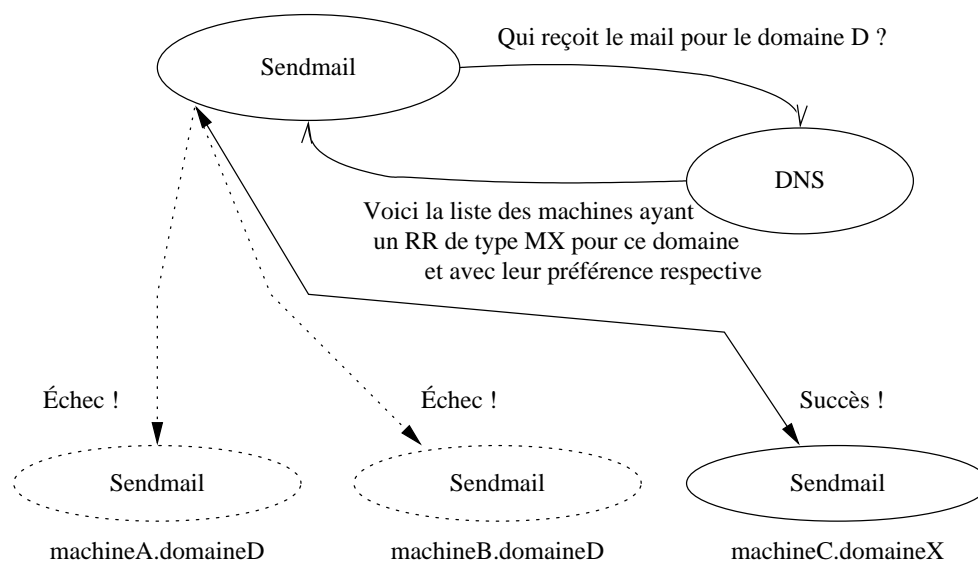 Qui reçoit le mail pour le domaine D ?
Sendmail
DNS
Voici la liste des machines ayant
un RR de type MX pour ce domaine
et avec leur préférence respective
Échec !
Échec !
Succès !
Sendmail
Sendmail
Sendmail
machineA.domaineD
machineB.domaineD
machineC.domaineX